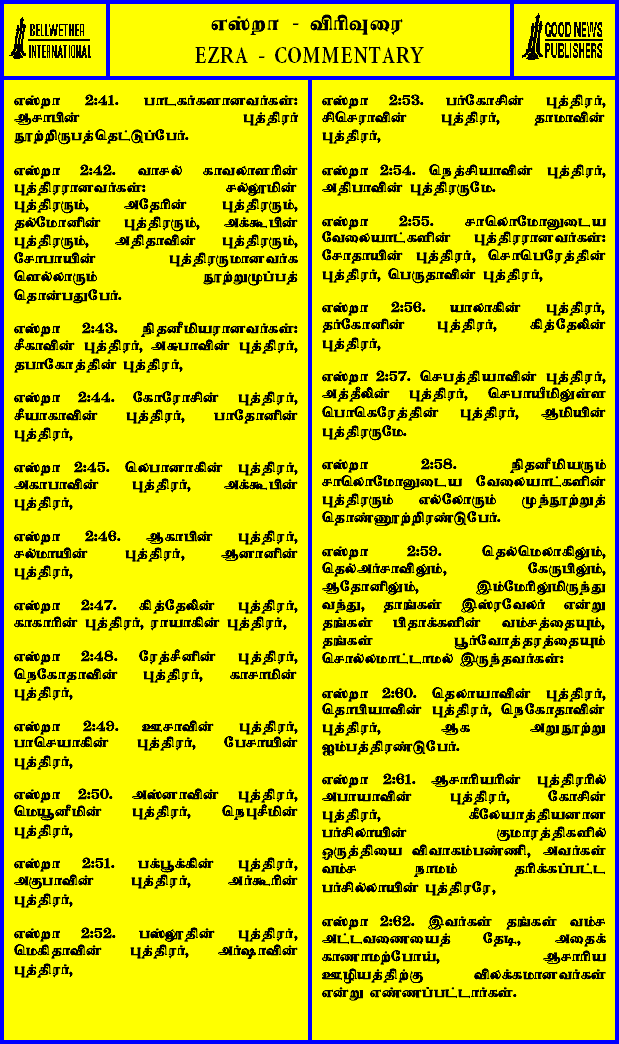 BELLWETHER
INTERNATIONAL
எஸ்றா - விரிவுரை
EZRA - COMMENTARY
GOOD NEWS
PUBLISHERS
எஸ்றா 2:41. பாடகர்களானவர்கள்:
ஆசாபின் புத்திரர்
நூற்றிருபத்தெட்டுப்பேர்.
எஸ்றா 2:42. வாசல் காவலாளரின்
புத்திரரானவர்கள்: சல்லூமின்
புத்திரரும், அதேரின் புத்திரரும்,
தல்மோனின் புத்திரரும், அக்கூபின்
புத்திரரும், அதிதாவின் புத்திரரும்,
சோபாயின் புத்திரருமானவர்க
ளெல்லாரும் நூற்றுமுப்பத்
தொன்பதுபேர்.
எஸ்றா 2:43. நிதனீமியரானவர்கள்:
சீகாவின் புத்திரர், அசுபாவின் புத்திரர்,
தபாகோத்தின் புத்திரர்,
எஸ்றா 2:44. கோரோசின் புத்திரர்,
சீயாகாவின் புத்திரர், பாதோனின்
புத்திரர்,
எஸ்றா 2:45. லெபானாகின் புத்திரர்,
அகாபாவின் புத்திரர், அக்கூபின்
புத்திரர்,
எஸ்றா 2:46. ஆகாபின் புத்திரர்,
சல்மாயின் புத்திரர், ஆனானின்
புத்திரர்,
எஸ்றா 2:47. கித்தேலின் புத்திரர்,
காகாரின் புத்திரர், ராயாகின் புத்திரர்,
எஸ்றா 2:48. ரேத்சீனின் புத்திரர்,
நெகோதாவின் புத்திரர், காசாமின்
புத்திரர்,
எஸ்றா 2:49. ஊசாவின் புத்திரர்,
பாசெயாகின் புத்திரர், பேசாயின்
புத்திரர்,
எஸ்றா 2:50. அஸ்னாவின் புத்திரர்,
மெயூனீமின் புத்திரர், நெபுசீமின்
புத்திரர்,
எஸ்றா 2:51. பக்பூக்கின் புத்திரர்,
அகுபாவின் புத்திரர், அர்கூரின்
புத்திரர்,
எஸ்றா 2:52. பஸ்லூதின் புத்திரர்,
மெகிதாவின் புத்திரர், அர்ஷாவின்
புத்திரர்,
எஸ்றா 2:53. பர்கோசின் புத்திரர்,
சிசெராவின் புத்திரர், தாமாவின்
புத்திரர்,
எஸ்றா 2:54. நெத்சியாவின் புத்திரர்,
அதிபாவின் புத்திரருமே.
எஸ்றா 2:55. சாலொமோனுடைய
வேலையாட்களின் புத்திரரானவர்கள்:
சோதாயின் புத்திரர், சொபெரேத்தின்
புத்திரர், பெருதாவின் புத்திரர்,
எஸ்றா 2:56. யாலாகின் புத்திரர்,
தர்கோனின் புத்திரர், கித்தேலின்
புத்திரர்,
எஸ்றா 2:57. செபத்தியாவின் புத்திரர்,
அத்தீலின் புத்திரர், செபாயீமிலுள்ள
பொகெரேத்தின் புத்திரர், ஆமியின்
புத்திரருமே.
எஸ்றா 2:58. நிதனீமியரும்
சாலொமோனுடைய வேலையாட்களின்
புத்திரரும் எல்லோரும் முந்நூற்றுத்
தொண்ணூற்றிரண்டுபேர்.
எஸ்றா 2:59. தெல்மெலாகிலும்,
தெல்அர்சாவிலும், கேருபிலும்,
ஆதோனிலும், இம்மேரிலுமிருந்து
வந்து, தாங்கள் இஸ்ரவேலர் என்று
தங்கள் பிதாக்களின் வம்சத்தையும்,
தங்கள் பூர்வோத்தரத்தையும்
சொல்லமாட்டாமல் இருந்தவர்கள்:
எஸ்றா 2:60. தெலாயாவின் புத்திரர்,
தொபியாவின் புத்திரர், நெகோதாவின்
புத்திரர், ஆக அறுநூற்று
ஐம்பத்திரண்டுபேர்.
எஸ்றா 2:61. ஆசாரியரின் புத்திரரில்
அபாயாவின் புத்திரர், கோசின்
புத்திரர், கீலேயாத்தியனான
பர்சிலாயின் குமாரத்திகளில்
ஒருத்தியை விவாகம்பண்ணி, அவர்கள்
வம்ச நாமம் தரிக்கப்பட்ட
பர்சில்லாயின் புத்திரரே,
எஸ்றா 2:62. இவர்கள் தங்கள் வம்ச
அட்டவணையைத் தேடி, அதைக்
காணாமற்போய், ஆசாரிய
ஊழியத்திற்கு விலக்கமானவர்கள்
என்று எண்ணப்பட்டார்கள்.